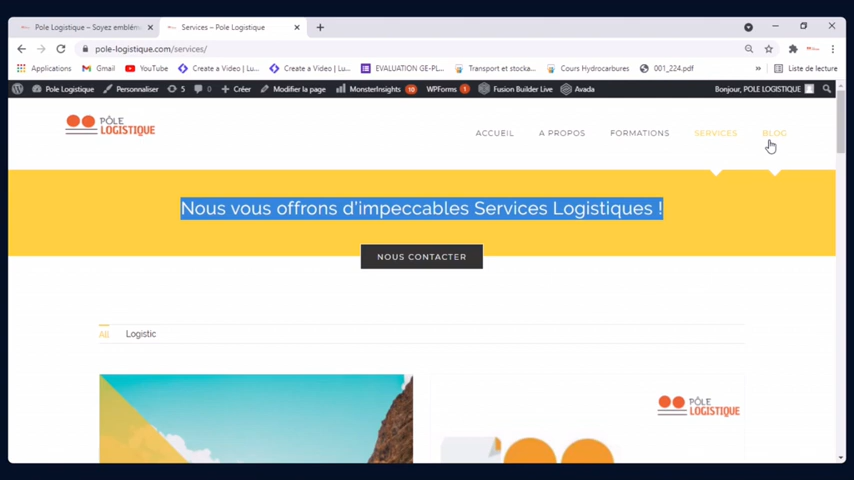 Pole Logistique – Soyez emblém
Services – Pole Logistique
pole-logistique.com/services/
Applications
Gmail
YouTube
Create a Video | Lu...
Create a Video | Lu...
EVALUATION GE-PL...
Transport et stocka...
Cours Hydrocarbures
001_224.pdf
»
Liste de lecture
Pole Logistique
Personnaliser
5
0
Créer
Modifier la page
MonsterInsights 10
WPForms 1
Fusion Builder Live
Avada
Bonjour, POLE LOGISTIQUE
PÔLE
LOGISTIQUE
ACCUEIL
A PROPOS
FORMATIONS
SERVICES
BLOG
Nous vous offrons d'impeccables Services Logistiques !
NOUS CONTACTER
All
Logistic
PÔLE
LOGISTIQUE